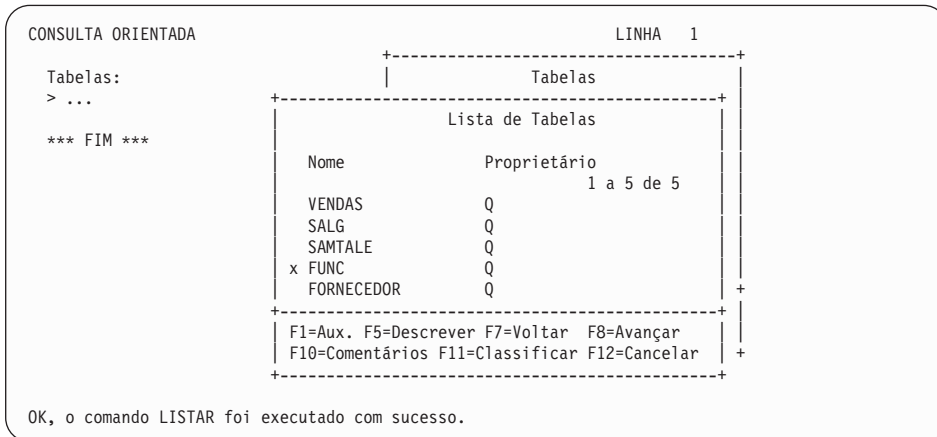 CONSULTA ORIENTADA LINHA 1
Tabelas: Tabelas
> ...
Lista de Tabelas
*** FIM ***
Nome Proprietário
1 a 5 de 5
VENDAS Q
SALG Q
SAMTALE Q
x FUNC Q
FORNECEDOR Q
F1=Aux. F5=Descrever F7=Voltar F8=Avançar
F10=Comentários F11=Classificar F12=Cancelar
OK, o comando LISTAR foi executado com sucesso.